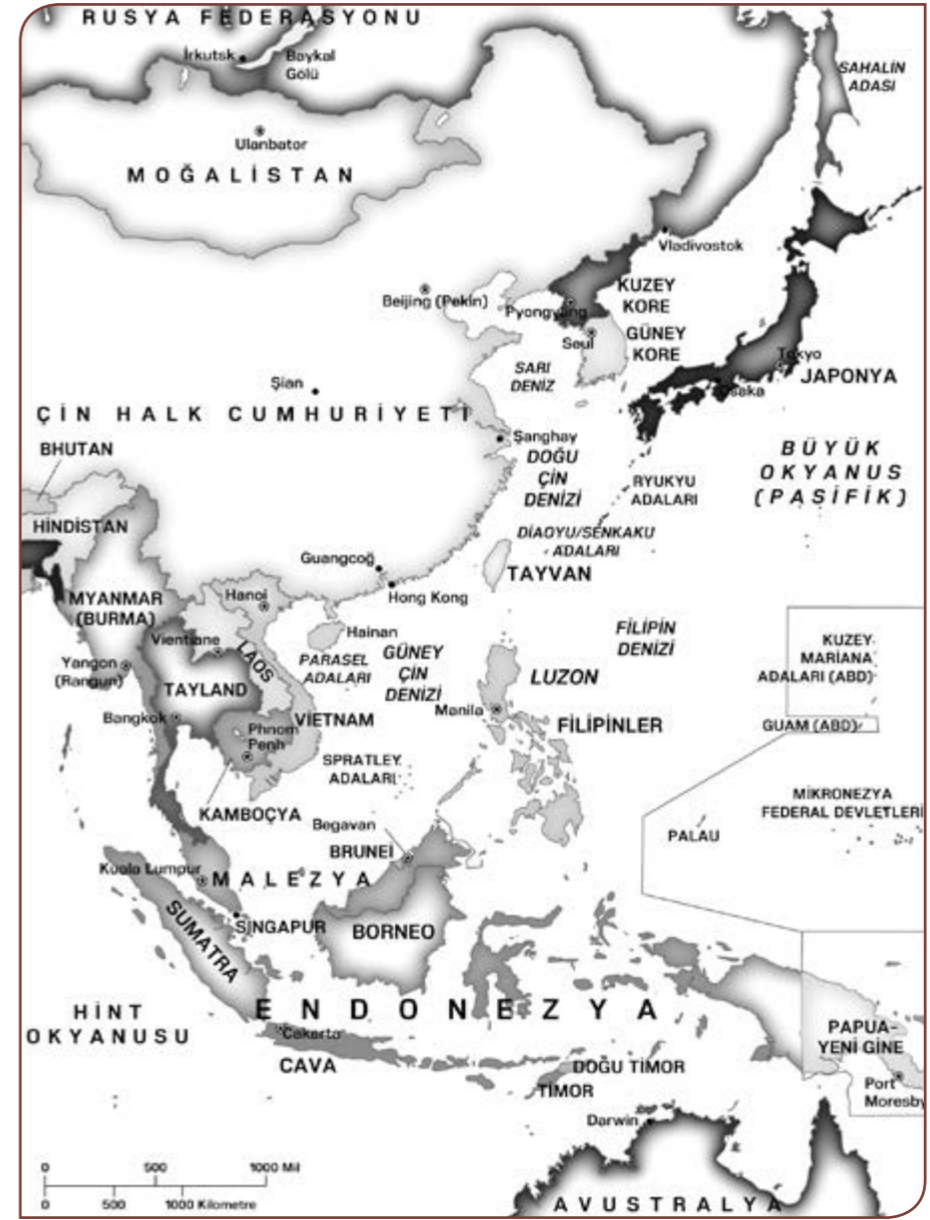 RUSYA FEDERASYONU
İrkutsk
Baykal
Gölü
SAHALİN
ADASI
Ulanbator
MOĞALİSTAN
Vladivostok
Beijing (Pekin)
KUZEY
KORE
Pyongyang
Seul
GÜNEY
KORE
SARI
DENİZ
Tokyo
JAPONYA
Osaka
Şian
ÇİN HALK CUMHURİYETİ
Şanghay
DOĞU
ÇİN
DENİZİ
BÜYÜK
OKYANUS
(PASİFİK)
BHUTAN
RYUKYU
ADALARI
HİNDİSTAN
DİAOYU/SENKAKU
ADALARI
Guangcoğ
TAYVAN
Hong Kong
MYANMAR
(BURMA)
Hanoi
Vientiane
Hainan
LAOS
PARASEL
ADALARI
GÜNEY
ÇİN
DENİZİ
FİLİPİN
DENİZİ
KUZEY
MARIANA
ADALARI (ABD)
Yangon
(Rangun)
TAYLAND
LUZON
Bangkok
VİETNAM
Manila
FİLİPİNLER
GUAM (ABD)
Phnom
Penh
SPRATLEY
ADALARI
MİKRONEZYA
FEDERAL DEVLETLERİ
KAMBOÇYA
Begavan
PALAU
BRUNEI
Kuala Lumpur
MALEZYA
SUMATRA
SİNGAPUR
BORNEO
HİNT
OKYANUSU
ENDONEZYA
Cakarta
CAVA
PAPUA-
YENİ GİNE
DOĞU TİMOR
TİMOR
Port
Moresby
Darwin
0 500 1000 Mil
0 500 1000 Kilometre
AVUSTRALYA